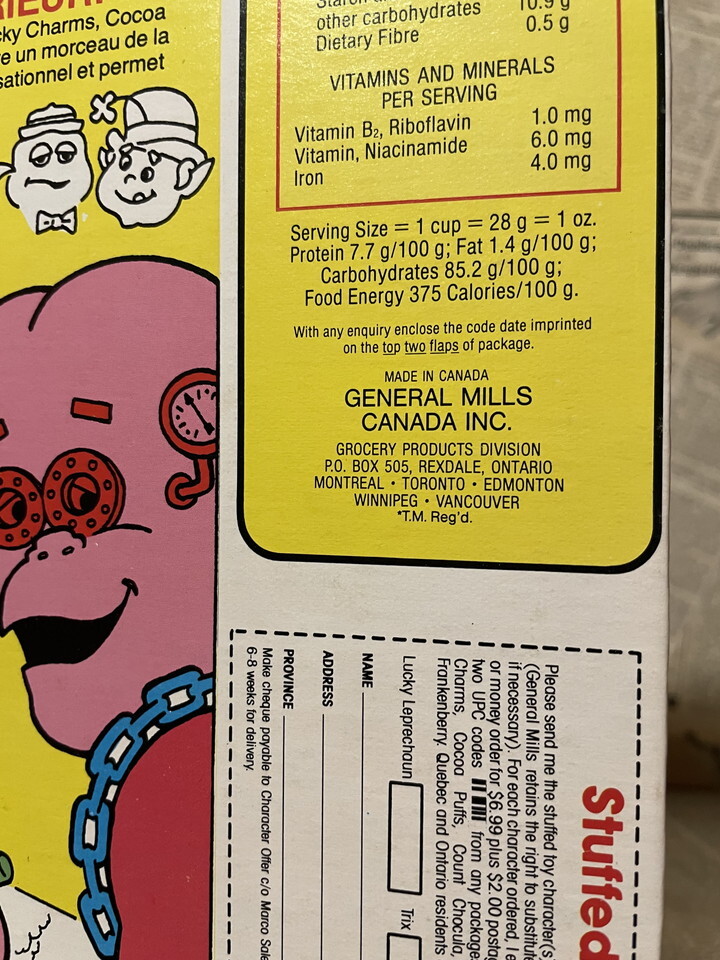 ky Charms, Cocoa
re un morceau de la
sationnel et permet
other carbohydrates 10.9 g
Dietary Fibre 0.5 g
VITAMINS AND MINERALS
PER SERVING
Vitamin B₂, Riboflavin 1.0 mg
Vitamin, Niacinamide 6.0 mg
Iron 4.0 mg
Serving Size = 1 cup = 28 g = 1 oz.
Protein 7.7 g/100 g; Fat 1.4 g/100 g;
Carbohydrates 85.2 g/100 g;
Food Energy 375 Calories/100 g.
With any enquiry enclose the code date imprinted
on the top two flaps of package.
MADE IN CANADA
GENERAL MILLS
CANADA INC.
GROCERY PRODUCTS DIVISION
P.O. BOX 505, REXDALE, ONTARIO
MONTREAL • TORONTO • EDMONTON
WINNIPEG • VANCOUVER
*T.M. Reg'd.
Stuffed
Please send me the stuffed toy character(s)
(General Mills retains the right to substitute
if necessary). For each character ordered, I e
or money order for $6.99 plus $2.00 postag
two UPC codes from any package
Charms, Cocoa Puffs, Count Chocula,
Frankenberry. Quebec and Ontario residents
Lucky Leprechaun Trix
NAME
ADDRESS
PROVINCE
Make cheque payable to Character Offer c/o Marco Sale
6-8 weeks for delivery.